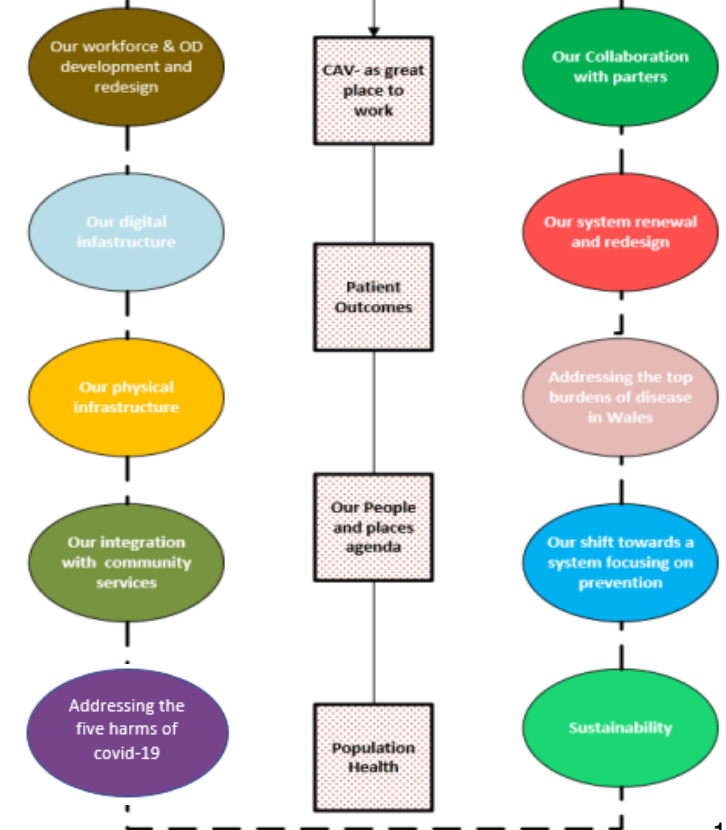 Our workforce & OD
development and
redesign
Our digital
infastructure
Our physical
infrastructure
Our integration
with community
services
Addressing the
five harms of
covid-19
CAV- as great
place to
work
Patient
Outcomes
Our People
and places
agenda
Population
Health
Our Collaboration
with parters
Our system renewal
and redesign
Addressing the top
burdens of disease
in Wales
Our shift towards a
system focusing on
prevention
Sustainability